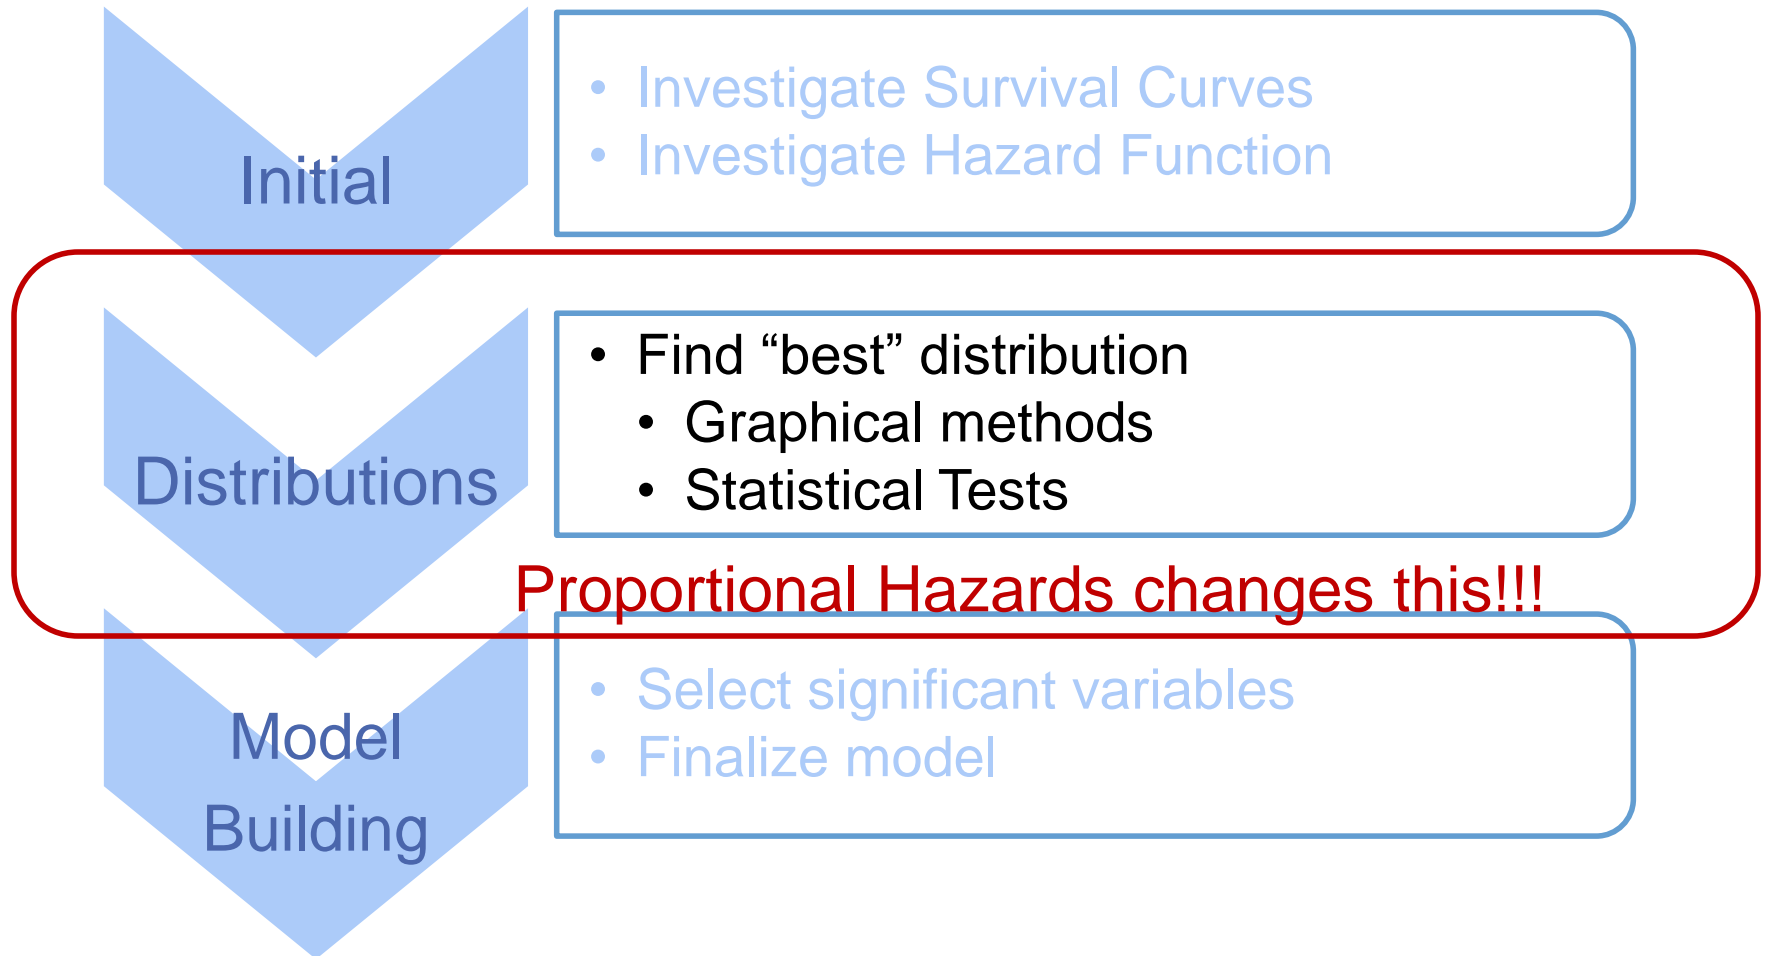 Initial
• Investigate Survival Curves
• Investigate Hazard Function
Distributions
• Find “best” distribution
• Graphical methods
• Statistical Tests
Proportional Hazards changes this!!!
Model
Building
• Select significant variables
• Finalize model